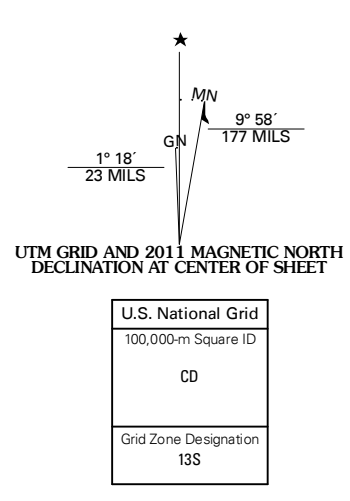 ★
MN
GN
9° 58´
177 MILS
1° 18´
23 MILS
UTM GRID AND 2011 MAGNETIC NORTH
DECLINATION AT CENTER OF SHEET
U.S. National Grid
100,000-m Square ID
CD
Grid Zone Designation
13S